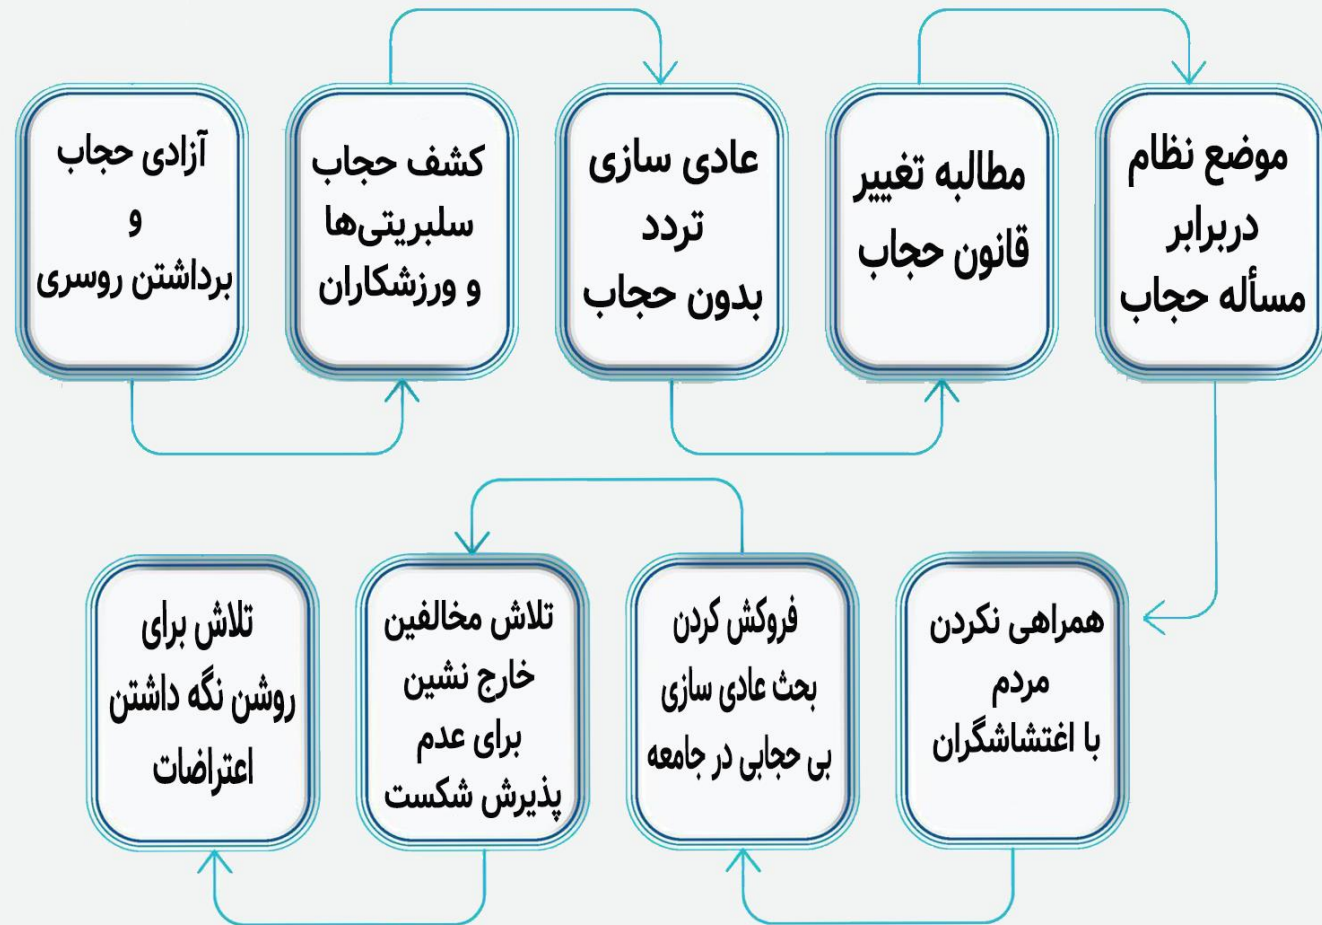 آزادی حجاب
و
برداشتن روسری
کشف حجاب
سلبریتی‌ها
و ورزشکاران
عادی سازی
تردد
بدون حجاب
مطالبه تغییر
قانون حجاب
موضع نظام
دربرابر
مسأله حجاب
همراهی نکردن
مردم
با اغتشاشگران
فروکش کردن
بحث عادی سازی
بی حجابی در جامعه
تلاش مخالفین
خارج نشین
برای عدم
پذیرش شکست
تلاش برای
روشن نگه داشتن
اعتراضات